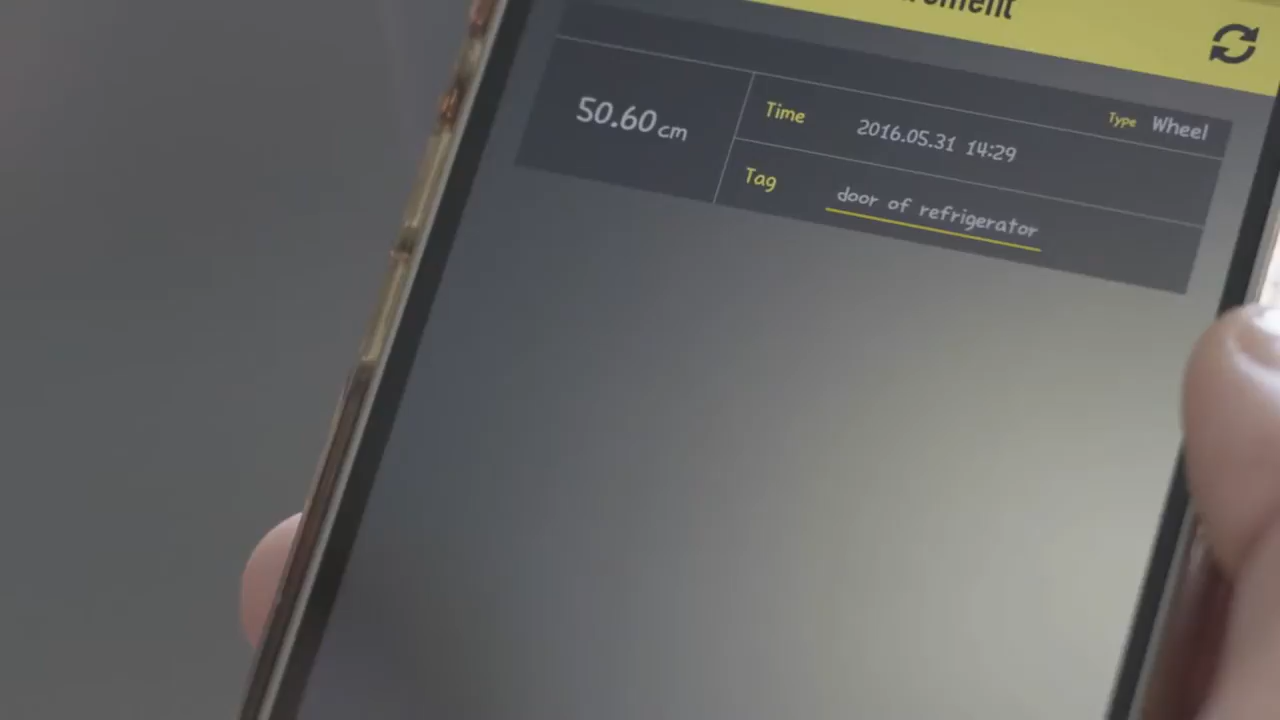 Type Wheel
50.60cm
Time 2016.05.31 14:29
Tag door of refrigerator